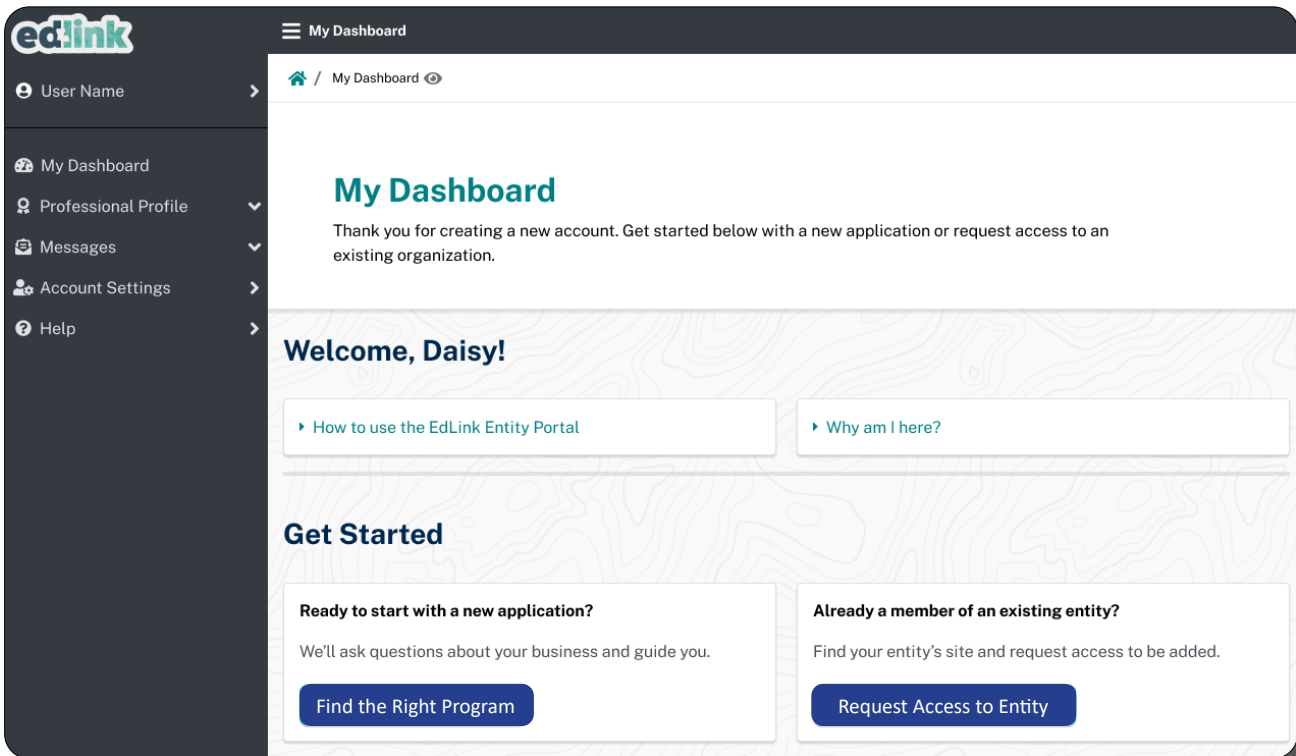 edlink
My Dashboard
User Name
/ My Dashboard
My Dashboard
Professional Profile
Messages
Account Settings
Help
My Dashboard
Thank you for creating a new account. Get started below with a new application or request access to an
existing organization.
Welcome, Daisy!
How to use the EdLink Entity Portal
Why am I here?
Get Started
Ready to start with a new application?
We'll ask questions about your business and guide you.
Find the Right Program
Already a member of an existing entity?
Find your entity's site and request access to be added.
Request Access to Entity